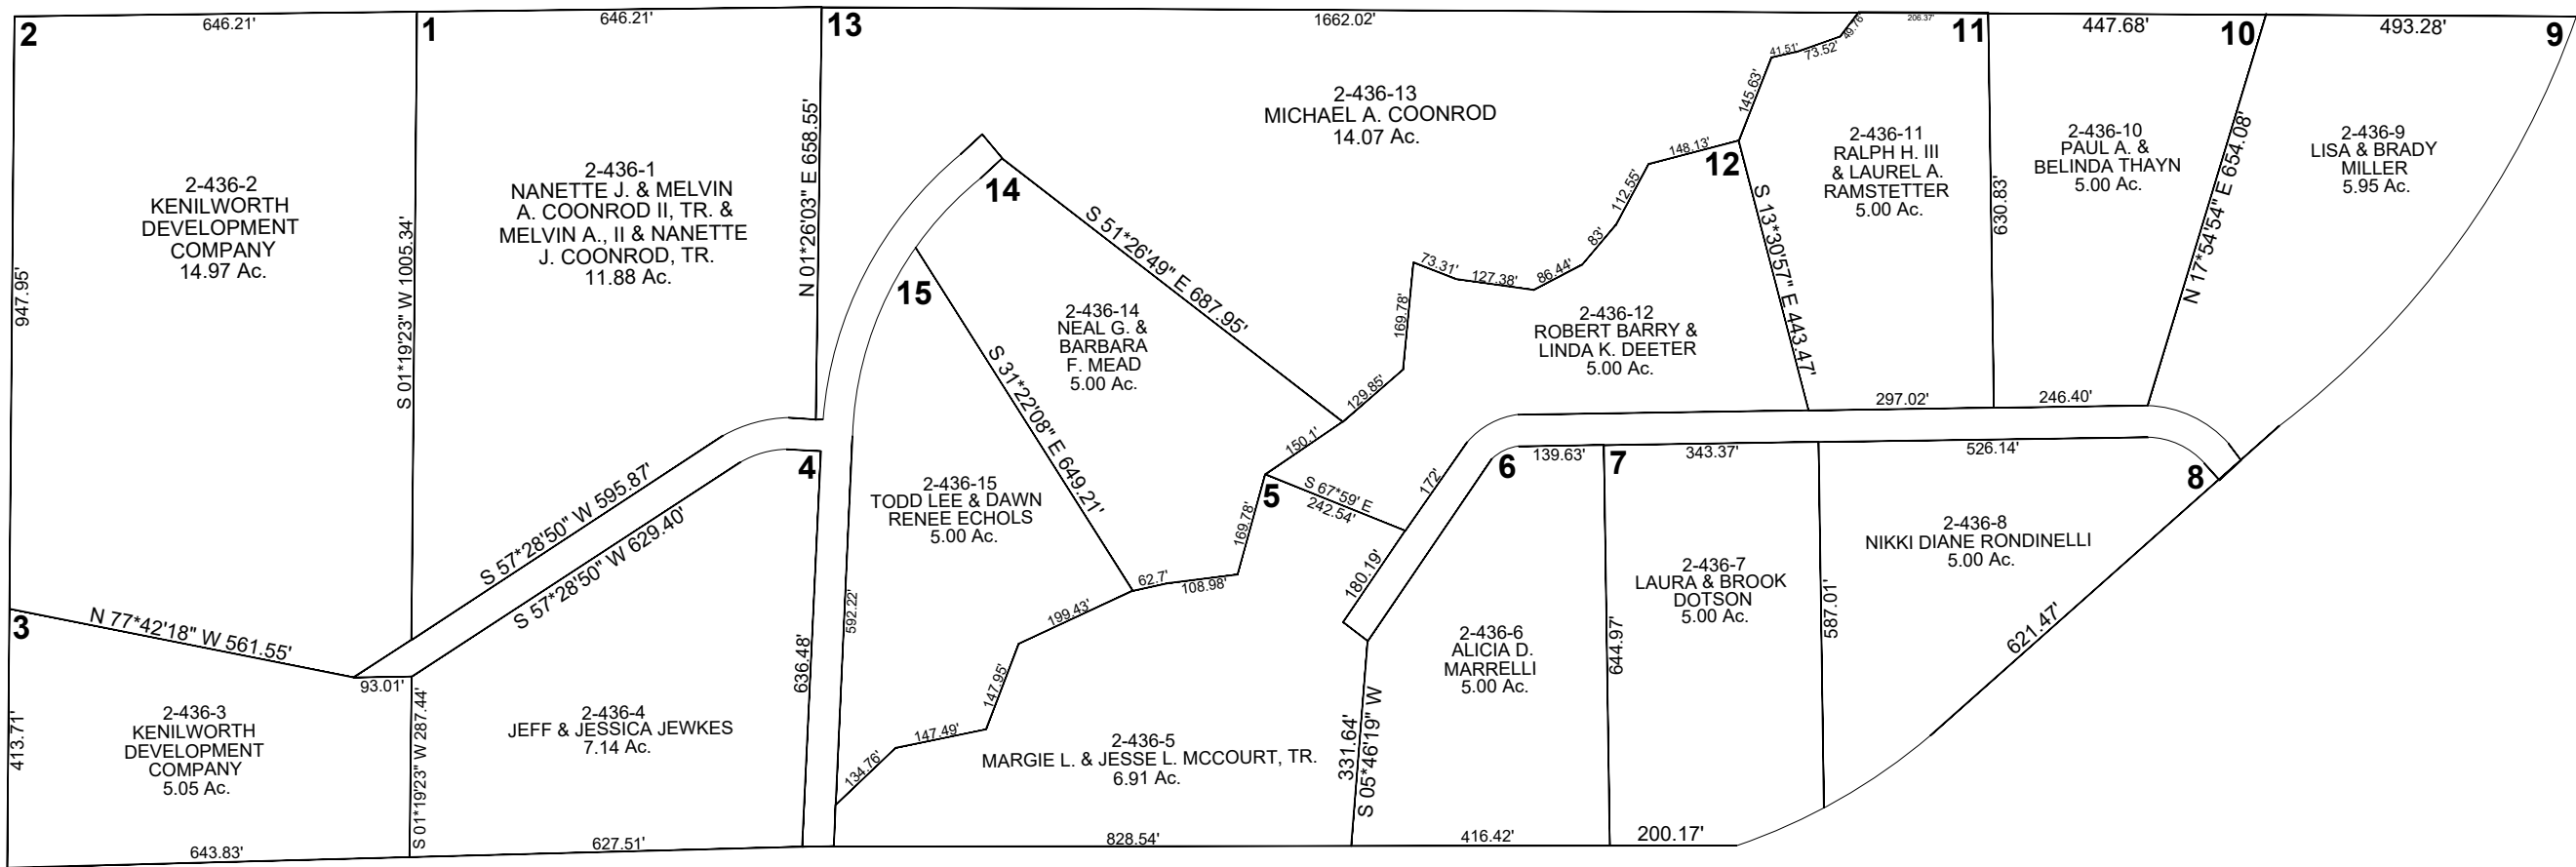 646.21'
646.21'
1662.02'
206.37'
447.68'
493.28'
2
1
13
11
10
9
41.51'
73.52'
49.76'
145.63'
148.13'
12
112.55'
83'
86.44'
127.38'
73.31'
169.78'
129.85'
150.1'
2-436-2
KENILWORTH
DEVELOPMENT
COMPANY
14.97 Ac.
947.95'
S 01*19'23" W 1005.34'
2-436-1
NANETTE J. & MELVIN
A. COONROD II, TR. &
MELVIN A., II & NANETTE
J. COONROD, TR.
11.88 Ac.
N 01*26'03" E 658.55'
2-436-13
MICHAEL A. COONROD
14.07 Ac.
14
S 51*26'49" E 687.95'
15
S 31*22'08" E 649.21'
2-436-14
NEAL G. &
BARBARA
F. MEAD
5.00 Ac.
2-436-12
ROBERT BARRY &
LINDA K. DEETER
5.00 Ac.
S 13*30'57" E 443.47'
2-436-11
RALPH H. III
& LAUREL A.
RAMSTETTER
5.00 Ac.
630.83'
2-436-10
PAUL A. &
BELINDA THAYN
5.00 Ac.
N 17*54'54" E 654.08'
2-436-9
LISA & BRADY
MILLER
5.95 Ac.
297.02'
246.40'
S 57*28'50" W 595.87'
S 57*28'50" W 629.40'
4
2-436-15
TODD LEE & DAWN
RENEE ECHOLS
5.00 Ac.
592.22'
636.48'
5
S 67*59' E
242.54'
172'
180.19'
169.78'
62.7'
108.98'
199.43'
147.95'
147.49'
134.76'
6
139.63'
7
343.37'
526.14'
8
3
N 77*42'18" W 561.55'
93.01'
413.71'
2-436-3
KENILWORTH
DEVELOPMENT
COMPANY
5.05 Ac.
S 01*19'23" W 287.44'
2-436-4
JEFF & JESSICA JEWKES
7.14 Ac.
2-436-5
MARGIE L. & JESSE L. MCCOURT, TR.
6.91 Ac.
331.64'
S 05*46'19" W
2-436-6
ALICIA D.
MARRELLI
5.00 Ac.
644.97'
2-436-7
LAURA & BROOK
DOTSON
5.00 Ac.
587.01'
2-436-8
NIKKI DIANE RONDINELLI
5.00 Ac.
621.47'
643.83'
627.51'
828.54'
416.42'
200.17'